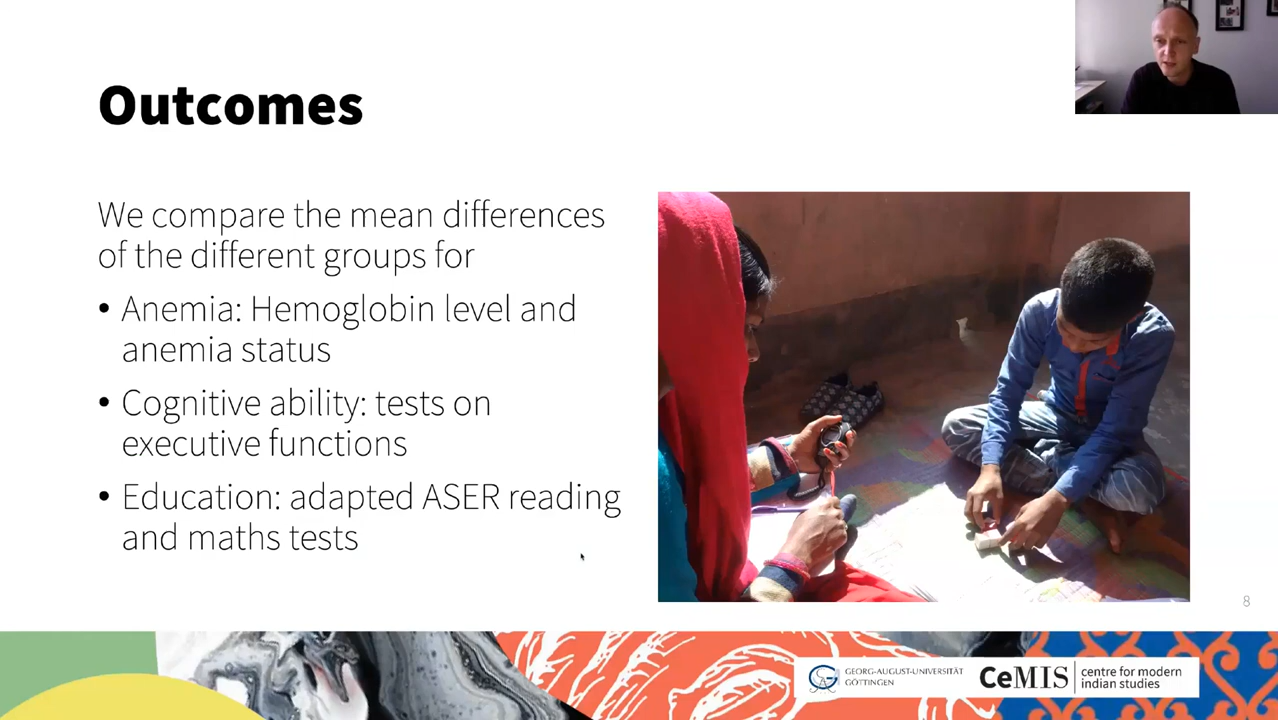 Outcomes
We compare the mean differences
of the different groups for
• Anemia: Hemoglobin level and
anemia status
• Cognitive ability: tests on
executive functions
• Education: adapted ASER reading
and maths tests
8
GEORG-AUGUST-UNIVERSITÄT
GÖTTINGEN
CeMIS
centre for modern
indian studies